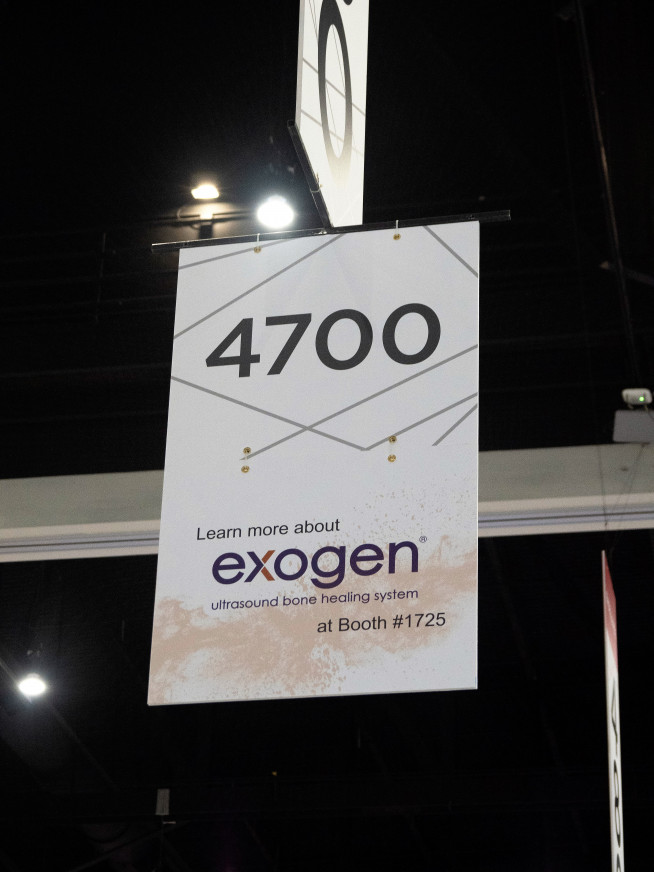 4700
Learn more about
exogen®
ultrasound bone healing system
at Booth #1725